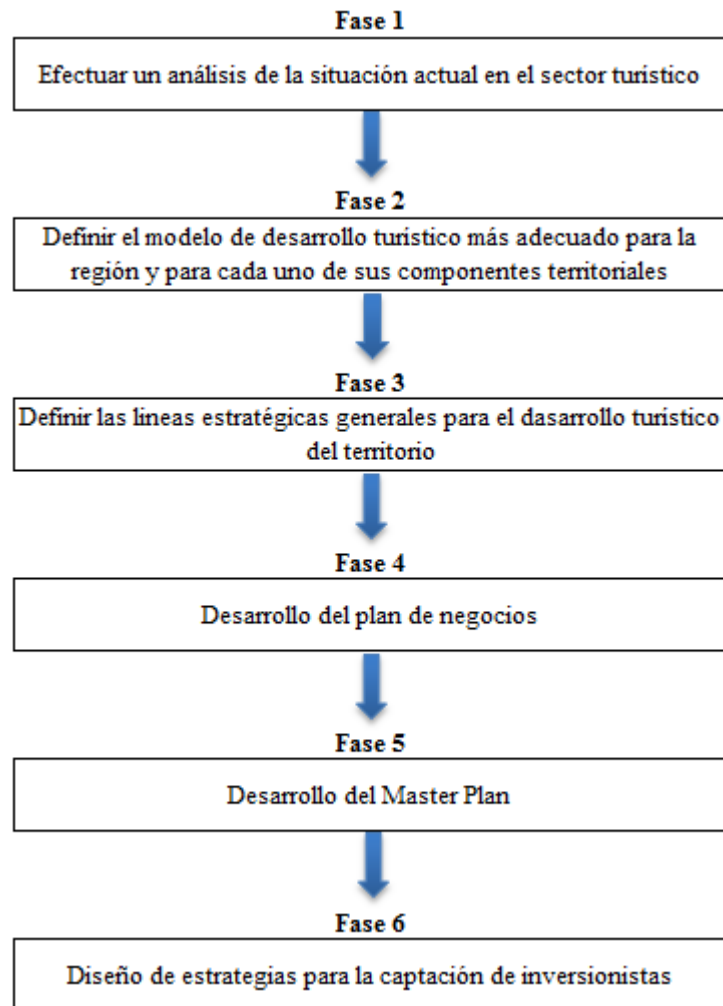 Fase 1
Efectuar un análisis de la situación actual en el sector turístico
Fase 2
Definir el modelo de desarrollo turístico más adecuado para la
región y para cada uno de sus componentes territoriales
Fase 3
Definir las lineas estratégicas generales para el dasarrollo turístico
del territorio
Fase 4
Desarrollo del plan de negocios
Fase 5
Desarrollo del Master Plan
Fase 6
Diseño de estrategias para la captación de inversionistas